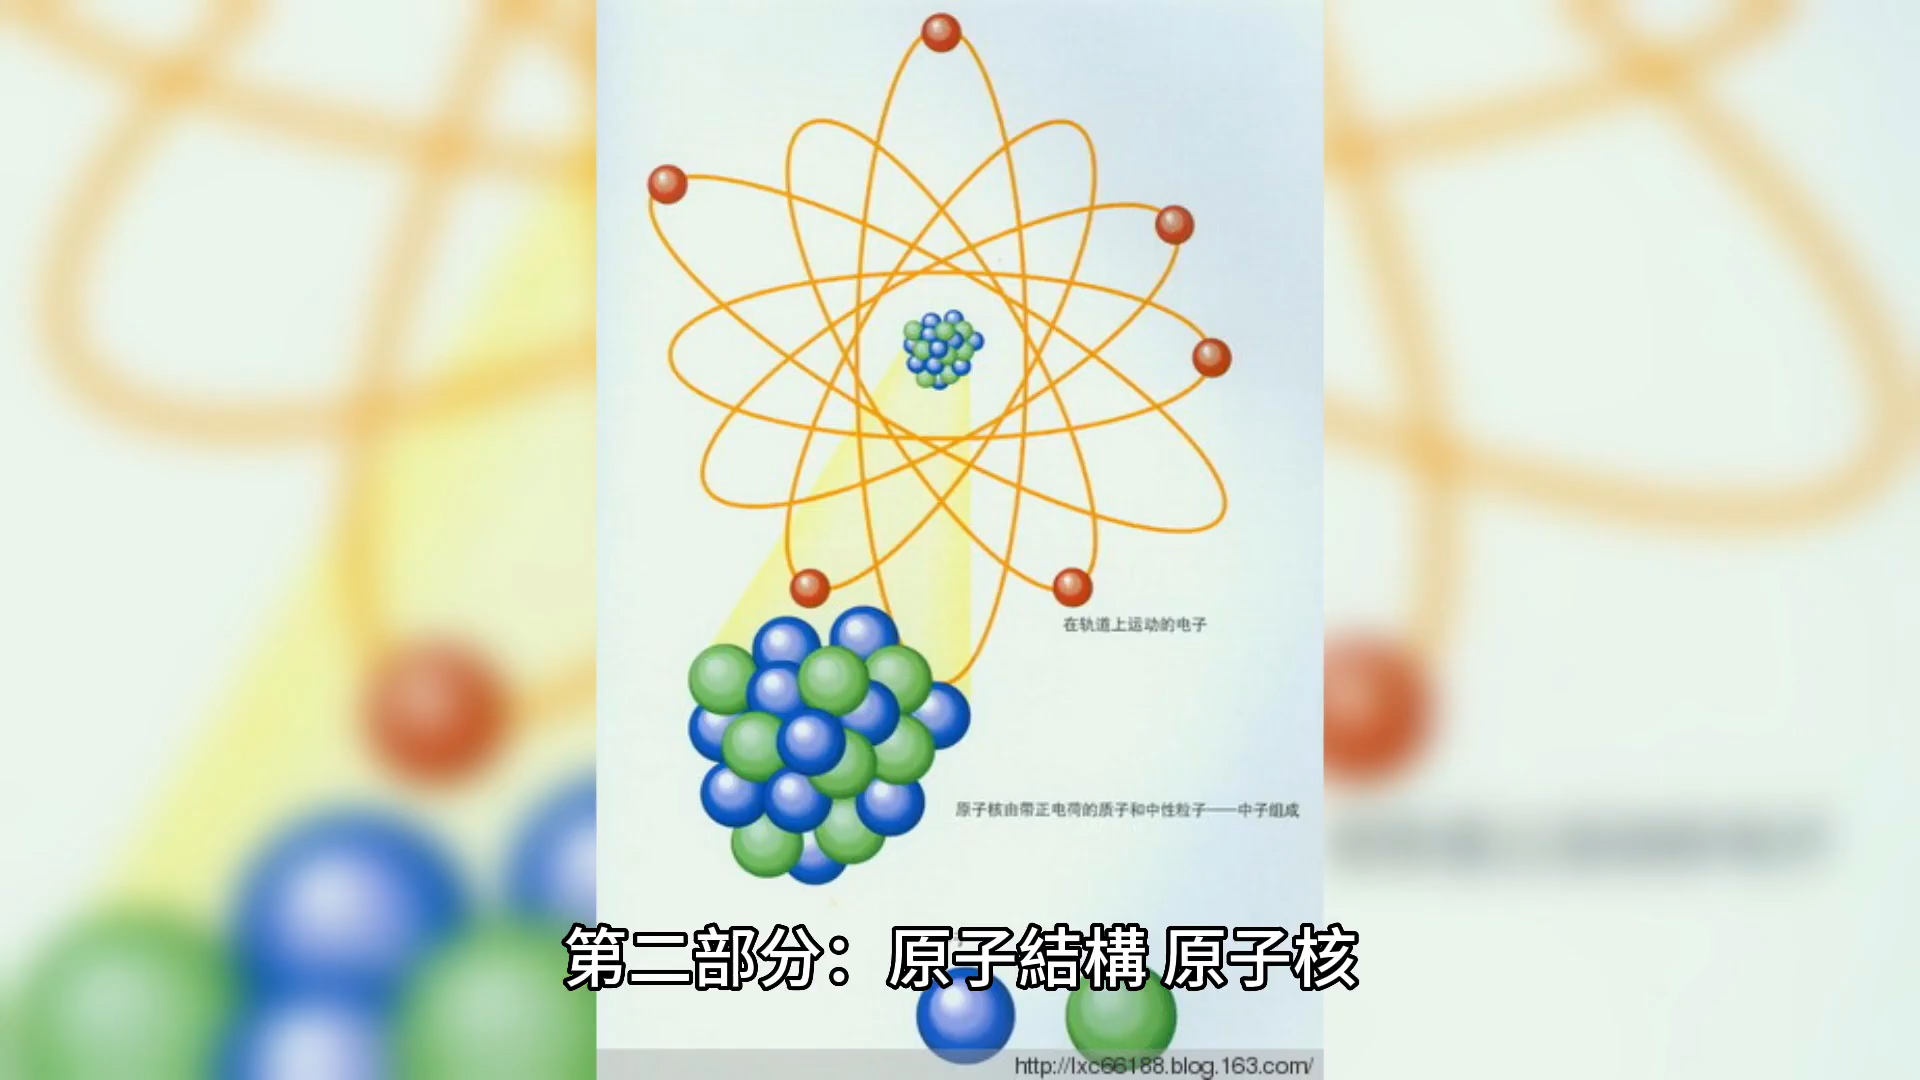 在轨道上运动的电子
原子核由带正电荷的质子和中性粒子——中子组成
第二部分：原子結構 原子核
http://lxc66188.blog.163.com/